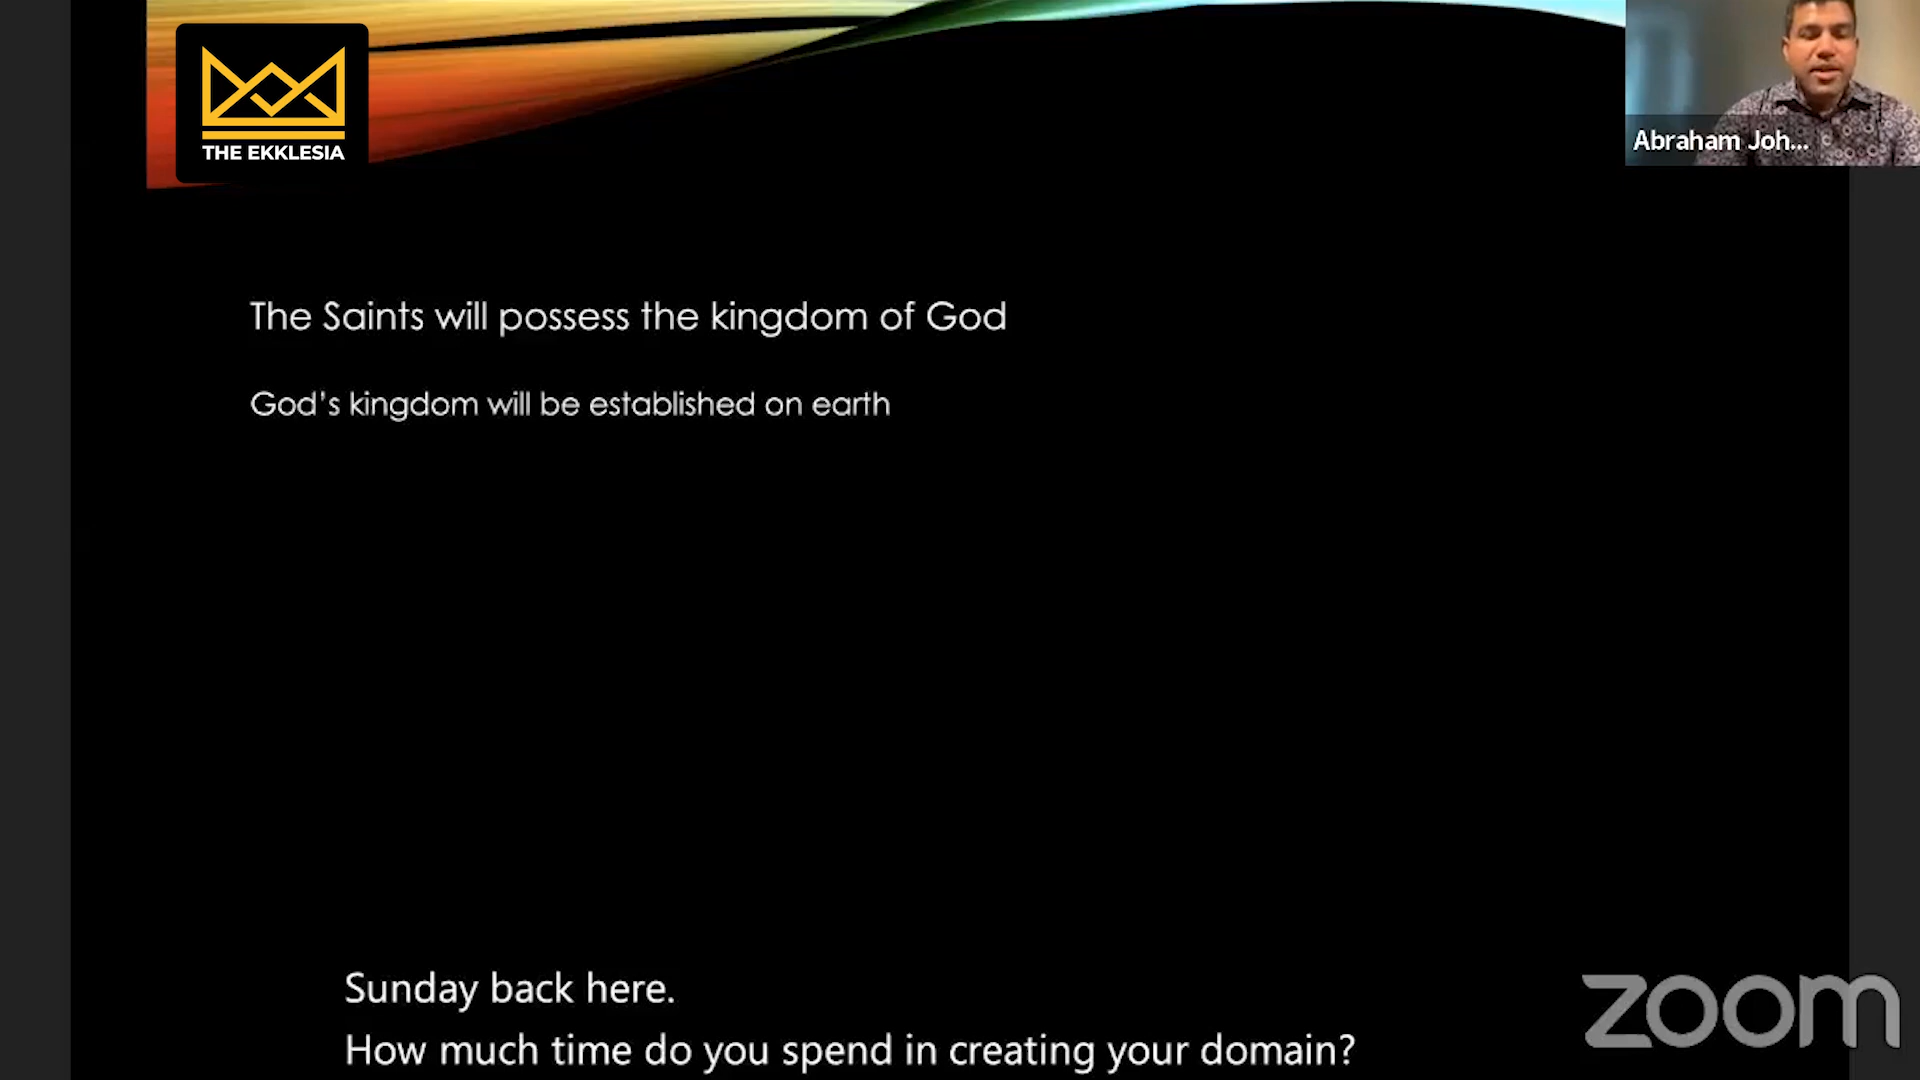 THE EKKLESIA
Abraham Joh...
The Saints will possess the kingdom of God
God's kingdom will be established on earth
Sunday back here.
How much time do you spend in creating your domain?
zoom